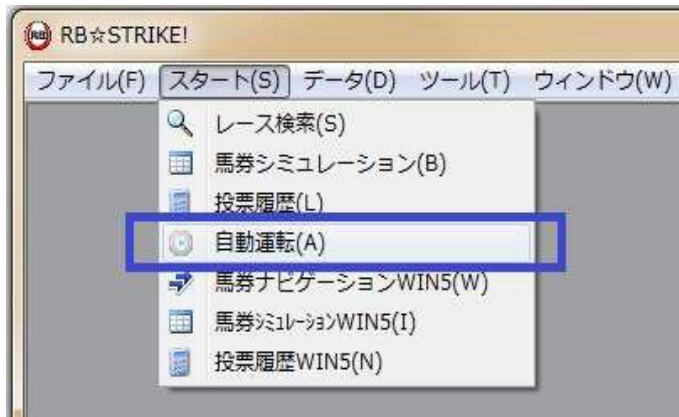 RB☆STRIKE!
ファイル(F) スタート(S) データ(D) ツール(T) ウィンドウ(W)
レース検索(S)
馬券シミュレーション(B)
投票履歴(L)
自動運転(A)
馬券ナビゲーションWIN5(W)
馬券ｼﾐｭﾚｰｼｮﾝWIN5(I)
投票履歴WIN5(N)